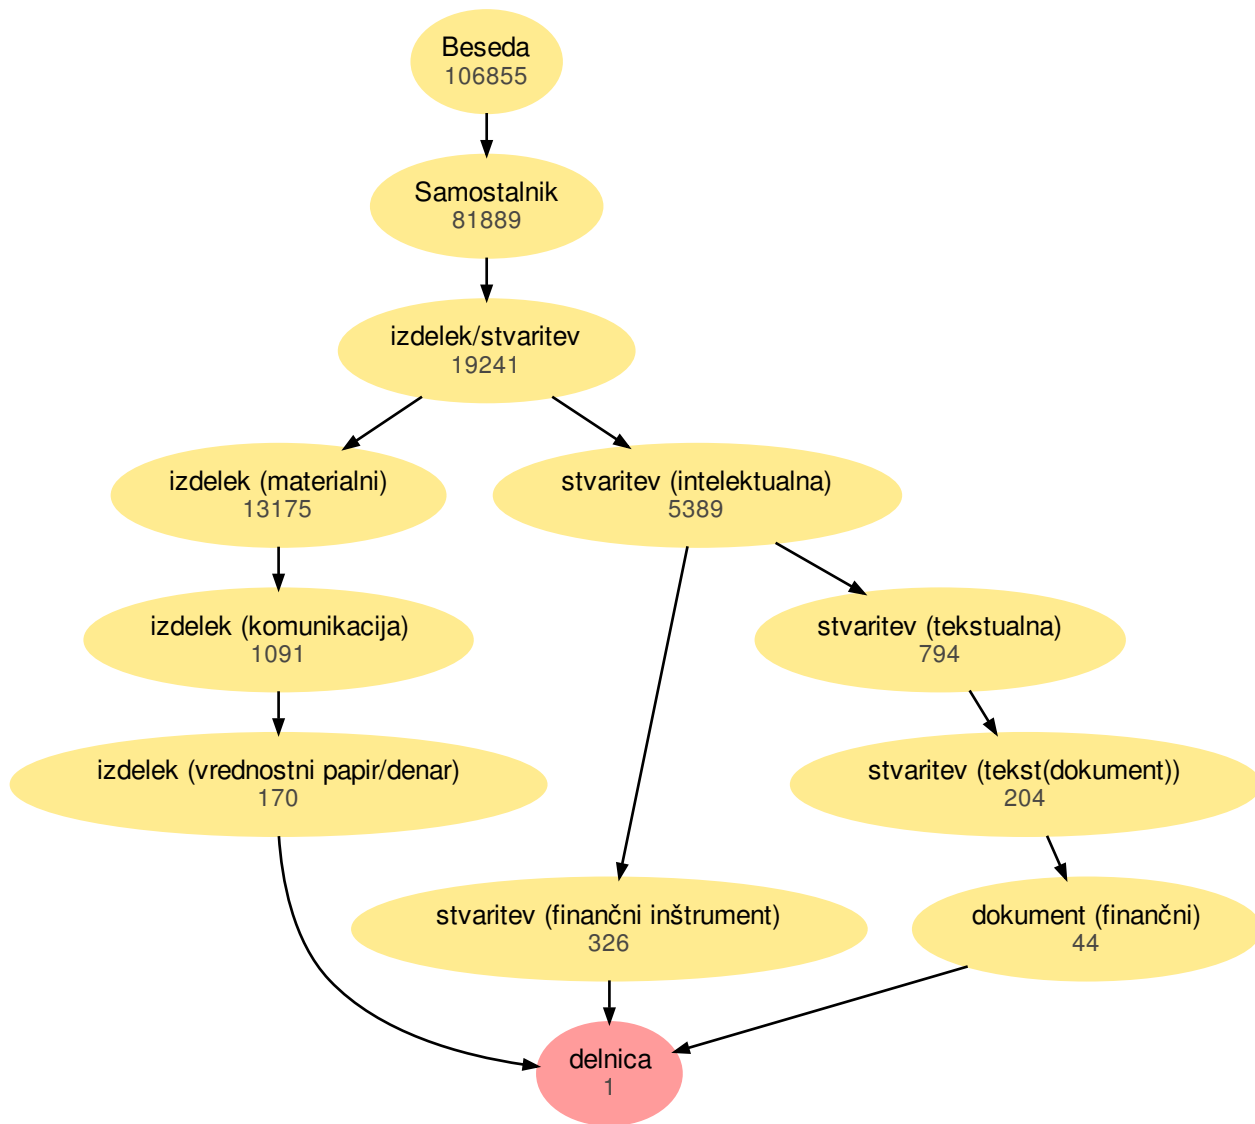 Beseda
106855
Samostalnik
81889
izdelek/stvaritev
19241
izdelek (materialni)
13175
stvaritev (intelektualna)
5389
izdelek (komunikacija)
1091
stvaritev (tekstualna)
794
izdelek (vrednostni papir/denar)
170
stvaritev (tekst(dokument))
204
stvaritev (finančni inštrument)
326
dokument (finančni)
44
delnica
1